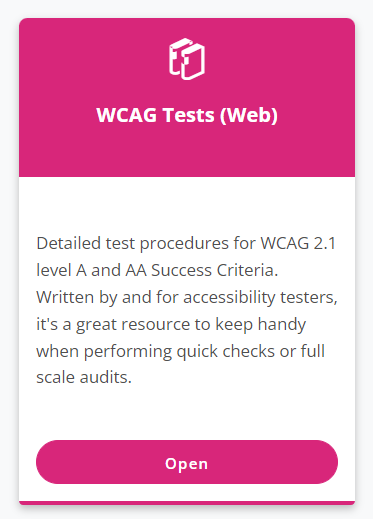 WCAG Tests (Web)
Detailed test procedures for WCAG 2.1
level A and AA Success Criteria.
Written by and for accessibility testers,
it's a great resource to keep handy
when performing quick checks or full
scale audits.
Open